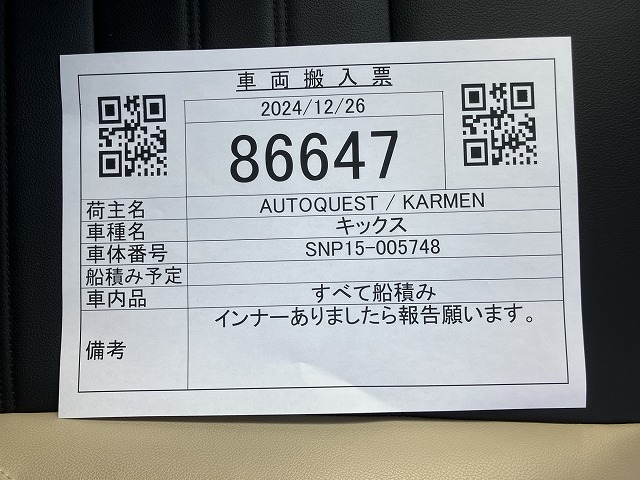 車両搬入票
2024/12/26
86647
荷主名 AUTOQUEST / KARMEN
車種名 キックス
車体番号 SNP15-005748
船積み予定
車内品 すべて船積み
備考 インナーありましたら報告願います。